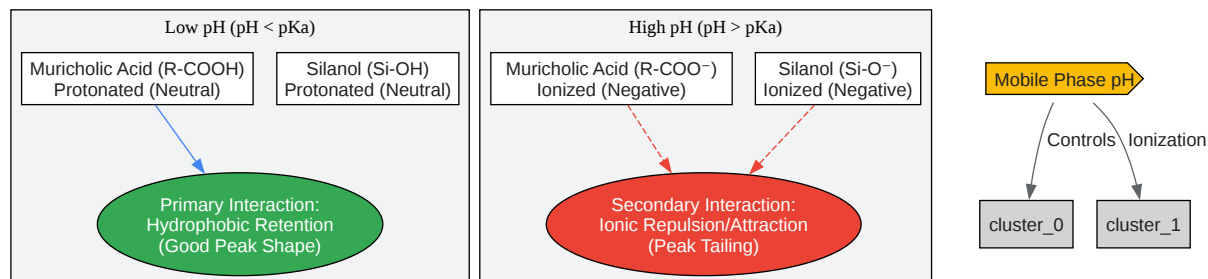 Low pH (pH < pKa)
Muricholic Acid (R-COOH)
Protonated (Neutral)
Silanol (Si-OH)
Protonated (Neutral)
Primary Interaction:
Hydrophobic Retention
(Good Peak Shape)
High pH (pH > pKa)
Muricholic Acid (R-COO⁻)
Ionized (Negative)
Silanol (Si-O⁻)
Ionized (Negative)
Secondary Interaction:
Ionic Repulsion/Attraction
(Peak Tailing)
Mobile Phase pH
Controls
Ionization
cluster_0
cluster_1